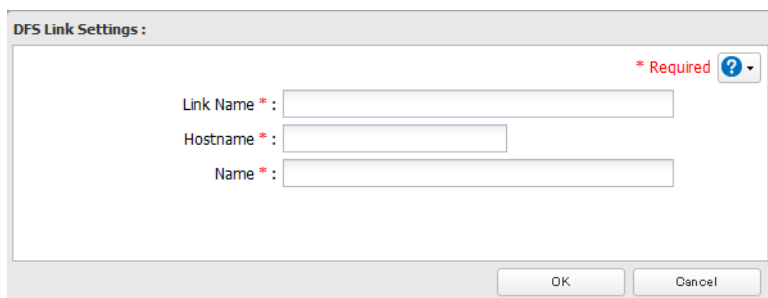 DFS Link Settings :
* Required ?
Link Name * :
Hostname * :
Name * :
OK Cancel